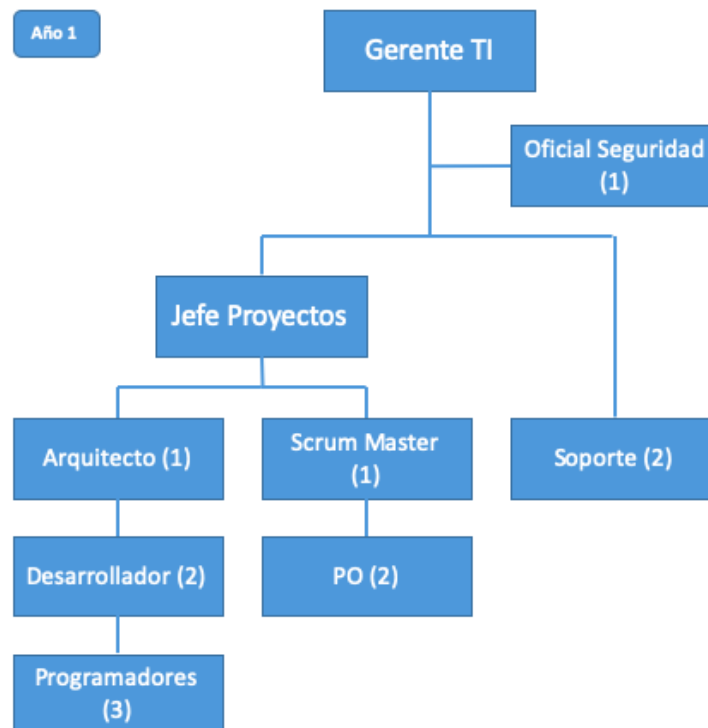 Año 1
Gerente TI
Oficial Seguridad
(1)
Jefe Proyectos
Arquitecto (1)
Scrum Master
(1)
Soporte (2)
Desarrollador (2)
PO (2)
Programadores
(3)